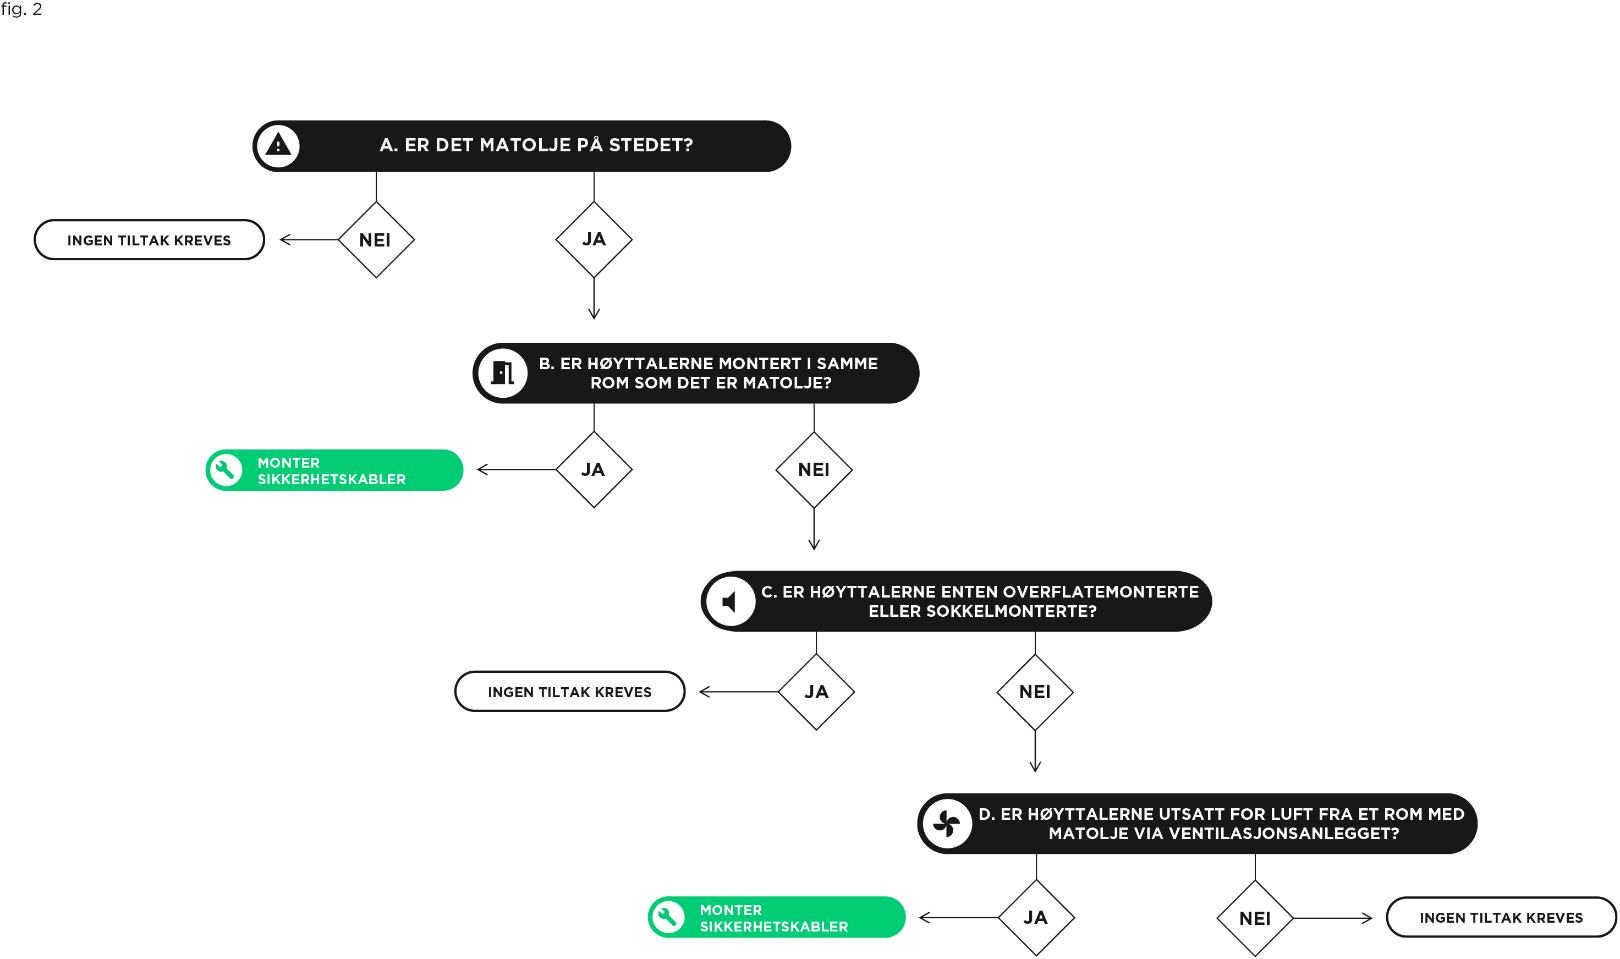 fig. 2
A. ER DET MATOLJE PÅ STEDET?
INGEN TILTAK KREVES
NEI
JA
B. ER HØYTTALERNE MONTERT I SAMME
ROM SOM DET ER MATOLJE?
MONTER
SIKKERHETSKABLER
JA
NEI
C. ER HØYTTALERNE ENTEN OVERFLATEMONTERTE
ELLER SOKKELMONTERTE?
INGEN TILTAK KREVES
JA
NEI
D. ER HØYTTALERNE UTSATT FOR LUFT FRA ET ROM MED
MATOLJE VIA VENTILASJONSANLEGGET?
MONTER
SIKKERHETSKABLER
JA
NEI
INGEN TILTAK KREVES